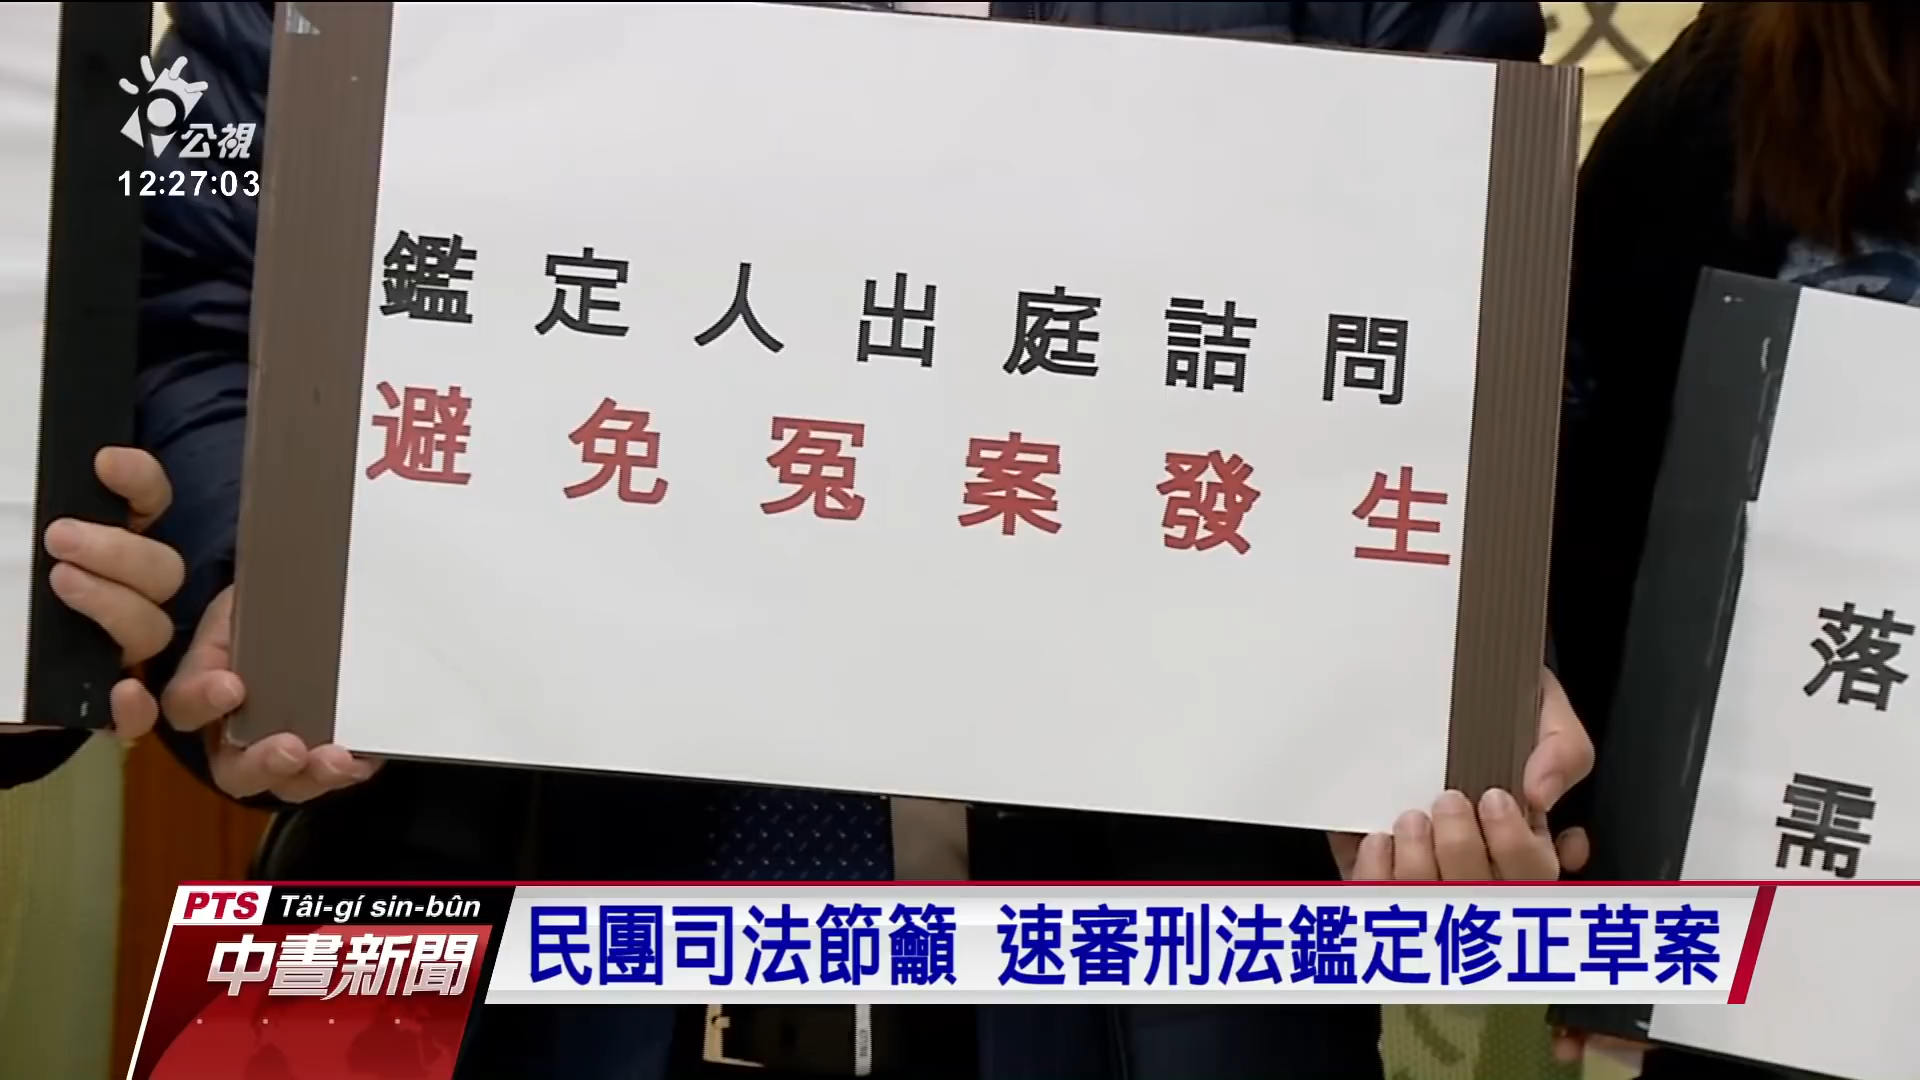 公視
12:27:03
鑑定人出庭詰問
避免冤案發生
落
需
PTS Tâi-gí sin-bûn
中晝新聞
民團司法節籲 速審刑法鑑定修正草案